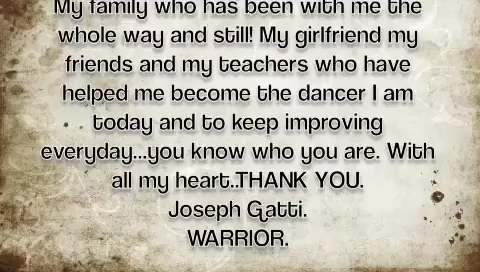 My family who has been with me the
whole way and still! My girlfriend my
friends and my teachers who have
helped me become the dancer I am
today and to keep improving
everyday...you know who you are. With
all my heart..THANK YOU.
Joseph Gatti.
WARRIOR.